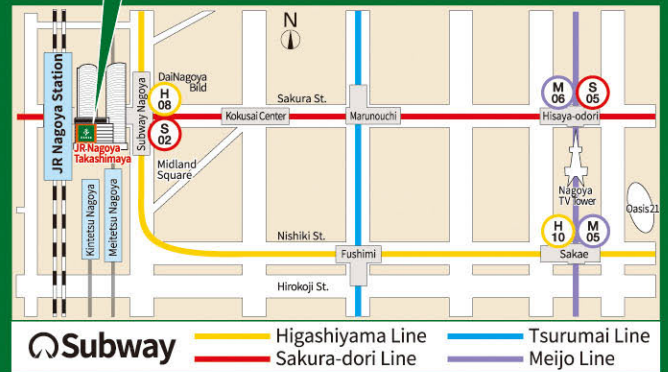 N
JR Nagoya Station
JR Nagoya
Takashimaya
Kintetsu Nagoya
Meitetsu Nagoya
Subway Nagoya
DaiNagoya
Bild
H
08
S
02
Midland
Square
Sakura St.
Kokusai Center
Marunouchi
M
06
S
05
Hisaya-odori
Nagoya
TV Tower
Oasis21
H
10
M
05
Sakae
Nishiki St.
Fushimi
Hirokoji St.
Subway
Higashiyama Line
Tsurumai Line
Sakura-dori Line
Meijo Line